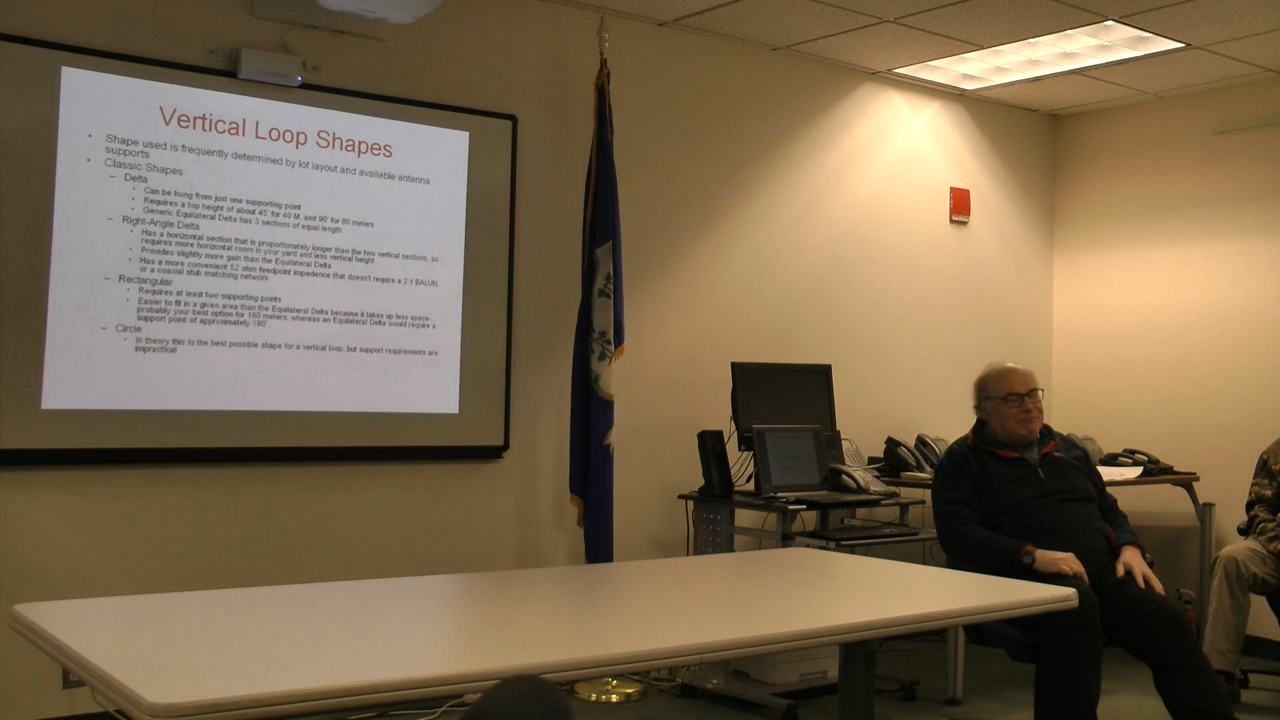 Vertical Loop Shapes
• Shape used is frequently determined by lot layout and available antenna
supports
• Classic Shapes
– Delta
• Can be hung from just one supporting point
• Requires a top height of about 45' for 40 M, and 90' for 80 meters
• Generic Equilateral Delta has 3 sections of equal length
– Right-Angle Delta
• Has a horizontal section that is proportionately longer than the two vertical sections, so
requires more horizontal room in your yard and less vertical height
• Provides slightly more gain than the Equilateral Delta
• Has a more convenient 52 ohm feedpoint impedence that doesn't require a 2:1 BALUN
or a coaxial stub matching network
– Rectangular
• Requires at least two supporting points
• Easier to fit in a given area than the Equilateral Delta because it takes up less space-
probably your best option for 160 meters, whereas an Equilateral Delta would require a
support point of approximately 180'
– Circle
• In theory this is the best possible shape for a vertical loop, but support requirements are
impractical